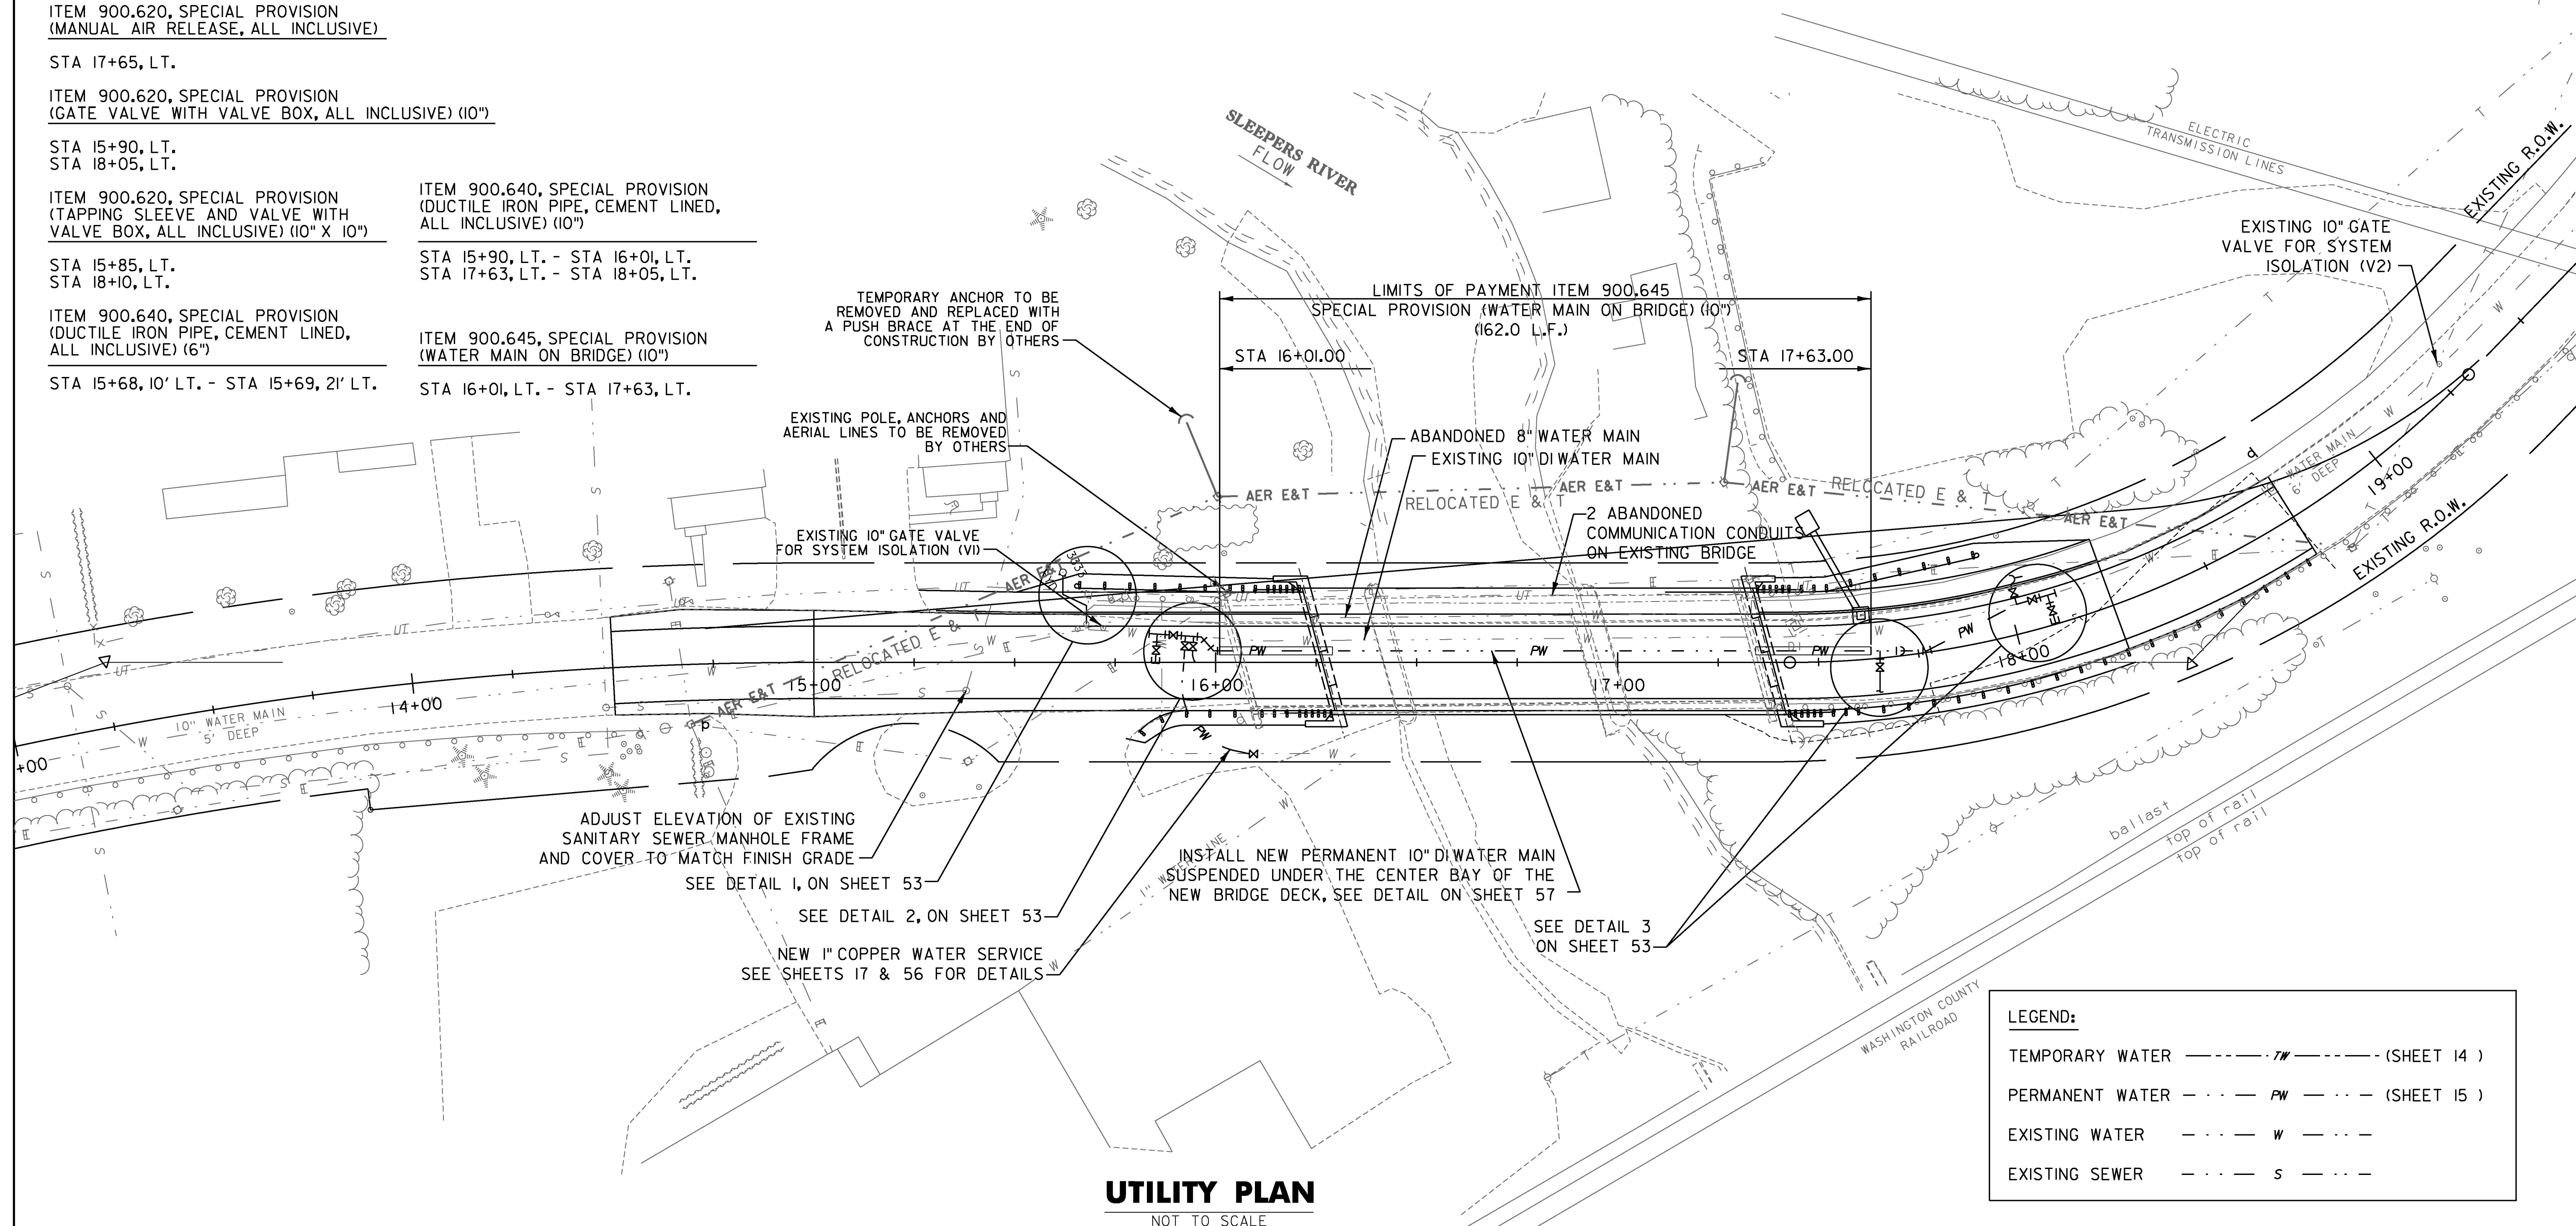 ITEM 900.620, SPECIAL PROVISION
(MANUAL AIR RELEASE, ALL INCLUSIVE)
STA 17+65, LT.
ITEM 900.620, SPECIAL PROVISION
(GATE VALVE WITH VALVE BOX, ALL INCLUSIVE) (10")
STA 15+90, LT.
STA 18+05, LT.
ITEM 900.620, SPECIAL PROVISION
(TAPPING SLEEVE AND VALVE WITH
VALVE BOX, ALL INCLUSIVE) (10" X 10")
STA 15+85, LT.
STA 18+10, LT.
ITEM 900.640, SPECIAL PROVISION
(DUCTILE IRON PIPE, CEMENT LINED,
ALL INCLUSIVE) (6")
STA 15+68, 10' LT. - STA 15+69, 21' LT.
ITEM 900.640, SPECIAL PROVISION
(DUCTILE IRON PIPE, CEMENT LINED,
ALL INCLUSIVE) (10")
STA 15+90, LT. - STA 16+01, LT.
STA 17+63, LT. - STA 18+05, LT.
ITEM 900.645, SPECIAL PROVISION
(WATER MAIN ON BRIDGE) (10")
STA 16+01, LT. - STA 17+63, LT.
SLEEPERS RIVER
FLOW
ELECTRIC
TRANSMISSION LINES
EXISTING R.O.W.
EXISTING 10" GATE
VALVE FOR SYSTEM
ISOLATION (V2)
TEMPORARY ANCHOR TO BE
REMOVED AND REPLACED WITH
A PUSH BRACE AT THE END OF
CONSTRUCTION BY OTHERS
LIMITS OF PAYMENT ITEM 900.645
SPECIAL PROVISION (WATER MAIN ON BRIDGE) (10")
(162.0 L.F.)
STA 16+01.00
STA 17+63.00
EXISTING POLE, ANCHORS AND
AERIAL LINES TO BE REMOVED
BY OTHERS
ABANDONED 8" WATER MAIN
EXISTING 10" DI WATER MAIN
AER E&T
AER E&T
AER E&T
AER E&T
RELOCATED E & T
RELOCATED E & T
2 ABANDONED
COMMUNICATION CONDUITS
ON EXISTING BRIDGE
EXISTING 10" GATE VALVE
FOR SYSTEM ISOLATION (V1)
AER E&T
RELOCATED E & T
AER E&T
WATER MAIN
6' DEEP
19+00
EXISTING R.O.W.
10" WATER MAIN
5' DEEP
+00
14+00
15+00
16+00
17+00
18+00
UT
UT
UT
UT
UT
PW
PW
PW
PW
PW
ADJUST ELEVATION OF EXISTING
SANITARY SEWER MANHOLE FRAME
AND COVER TO MATCH FINISH GRADE
SEE DETAIL 1, ON SHEET 53
SEE DETAIL 2, ON SHEET 53
NEW 1" COPPER WATER SERVICE
SEE SHEETS 17 & 56 FOR DETAILS
1" WATER LINE
INSTALL NEW PERMANENT 10" DI WATER MAIN
SUSPENDED UNDER THE CENTER BAY OF THE
NEW BRIDGE DECK, SEE DETAIL ON SHEET 57
SEE DETAIL 3
ON SHEET 53
ballast
top of rail
top of rail
WASHINGTON COUNTY
RAILROAD
LEGEND:
TEMPORARY WATER TW (SHEET 14 )
PERMANENT WATER PW (SHEET 15 )
EXISTING WATER W
EXISTING SEWER S
UTILITY PLAN
NOT TO SCALE